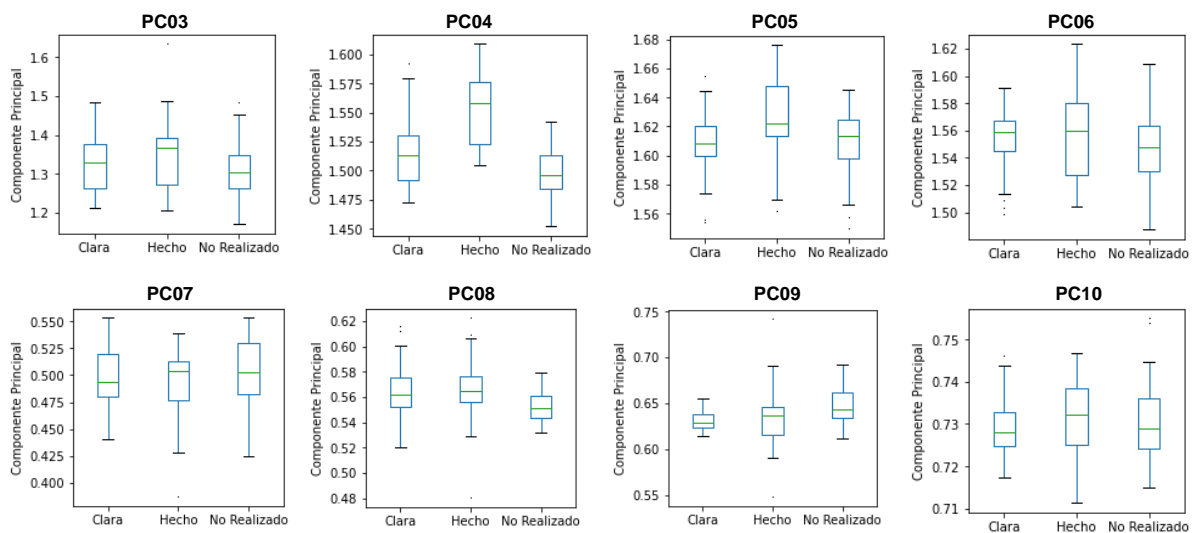 PC03
PC04
PC05
PC06
Componente Principal
1.6
1.5
1.4
1.3
1.2
Clara Hecho No Realizado
Componente Principal
1.600
1.575
1.550
1.525
1.500
1.475
1.450
Clara Hecho No Realizado
Componente Principal
1.68
1.66
1.64
1.62
1.60
1.58
1.56
Clara Hecho No Realizado
Componente Principal
1.62
1.60
1.58
1.56
1.54
1.52
1.50
Clara Hecho No Realizado
PC07
PC08
PC09
PC10
Componente Principal
0.550
0.525
0.500
0.475
0.450
0.425
0.400
Clara Hecho No Realizado
Componente Principal
0.62
0.60
0.58
0.56
0.54
0.52
0.50
0.48
Clara Hecho No Realizado
Componente Principal
0.75
0.70
0.65
0.60
0.55
Clara Hecho No Realizado
Componente Principal
0.75
0.74
0.73
0.72
0.71
Clara Hecho No Realizado